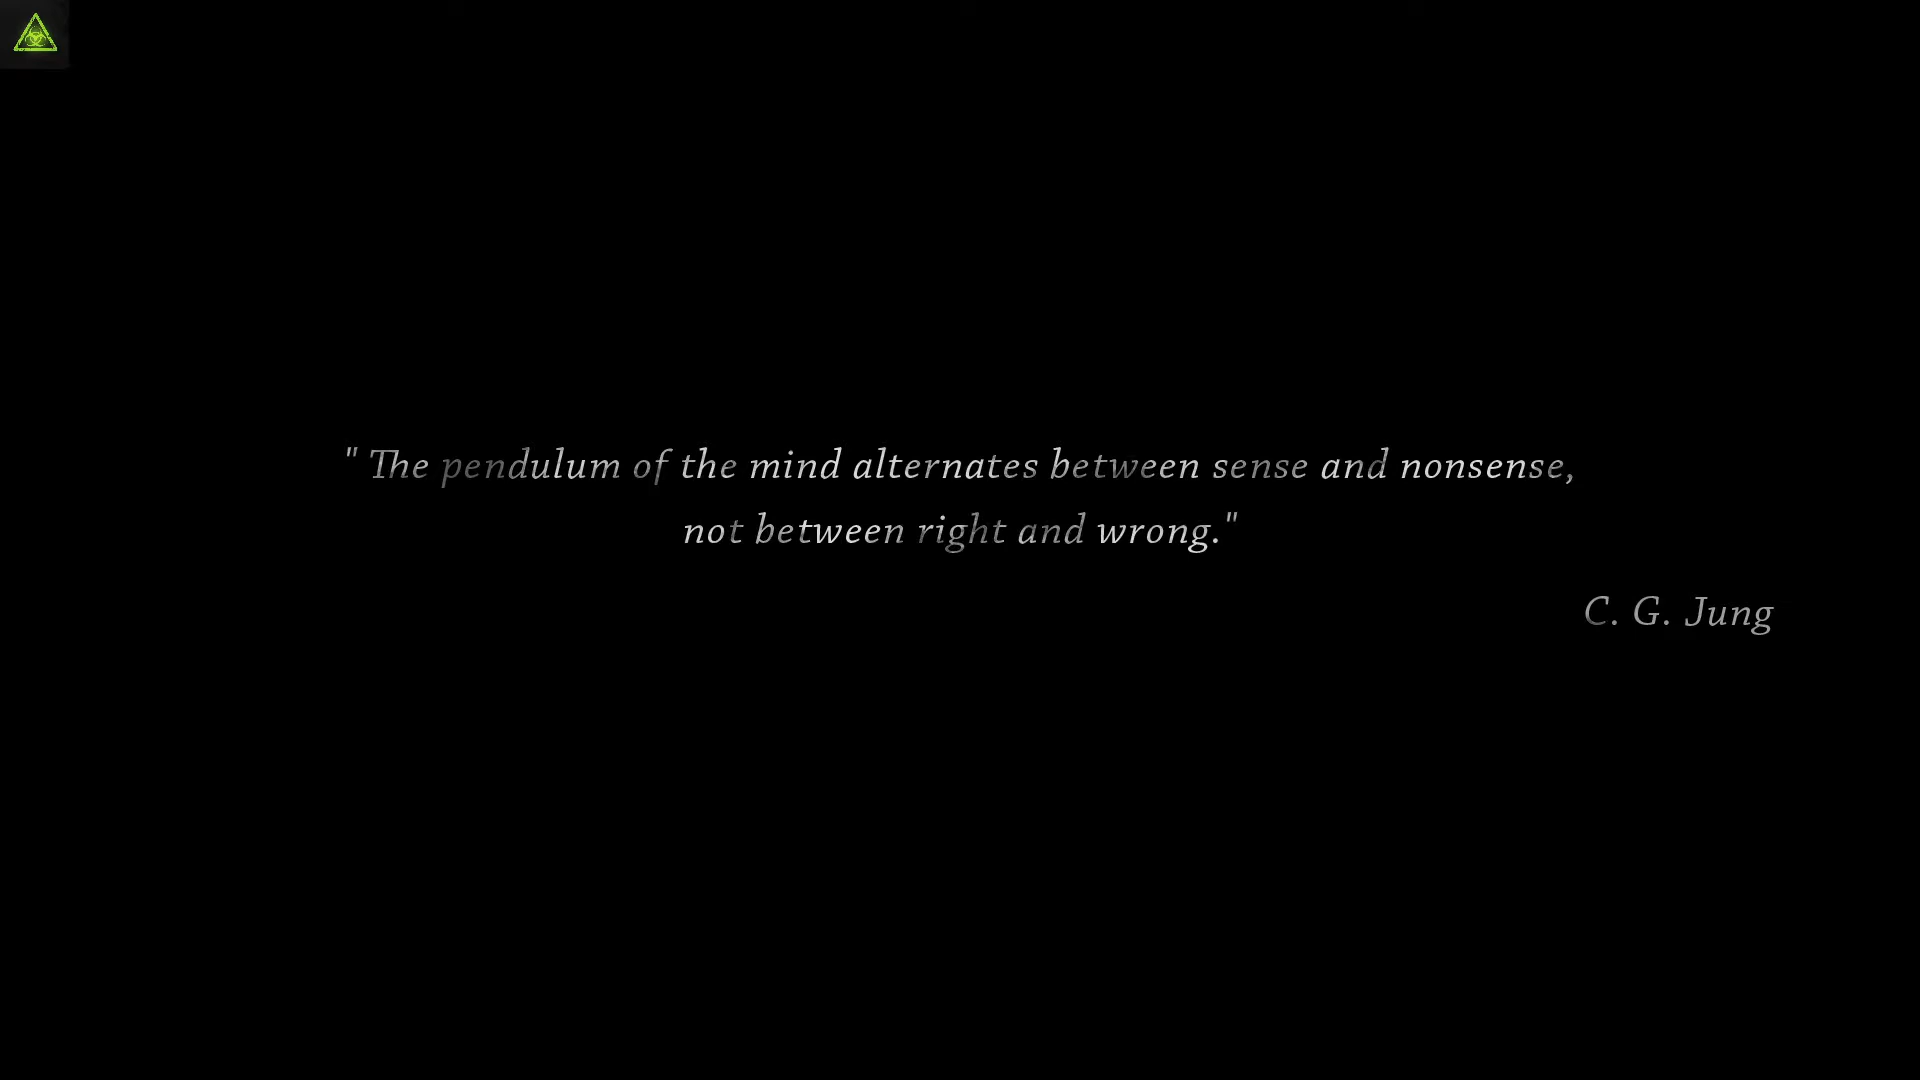 " The pendulum of the mind alternates between sense and nonsense,
not between right and wrong."
C. G. Jung